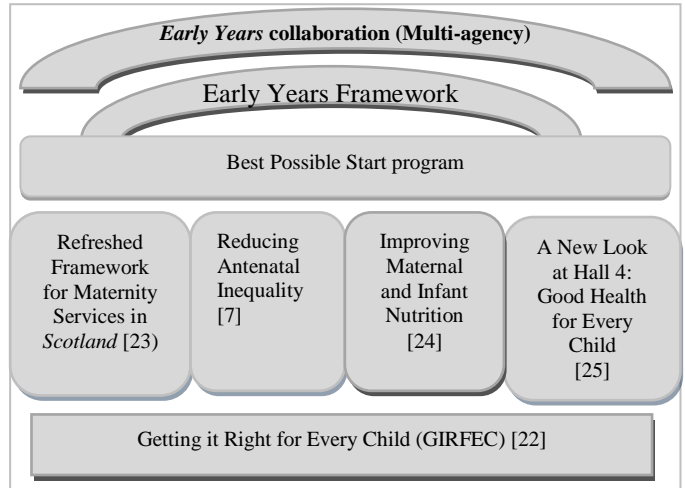 Early Years collaboration (Multi-agency)
Early Years Framework
Best Possible Start program
Refreshed
Framework
for Maternity
Services in
Scotland [23)
Reducing
Antenatal
Inequality
[7]
Improving
Maternal
and Infant
Nutrition
[24]
A New Look
at Hall 4:
Good Health
for Every
Child
[25]
Getting it Right for Every Child (GIRFEC) [22]